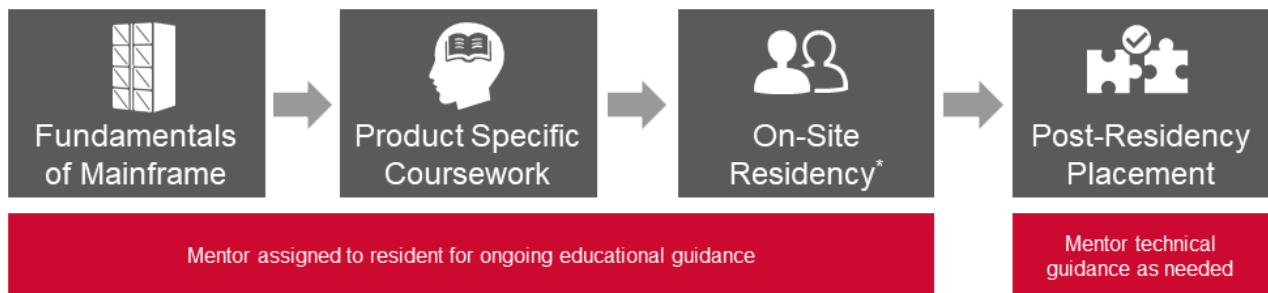 Fundamentals
of Mainframe
Product Specific
Coursework
On-Site
Residency*
Post-Residency
Placement
Mentor assigned to resident for ongoing educational guidance
Mentor technical
guidance as needed